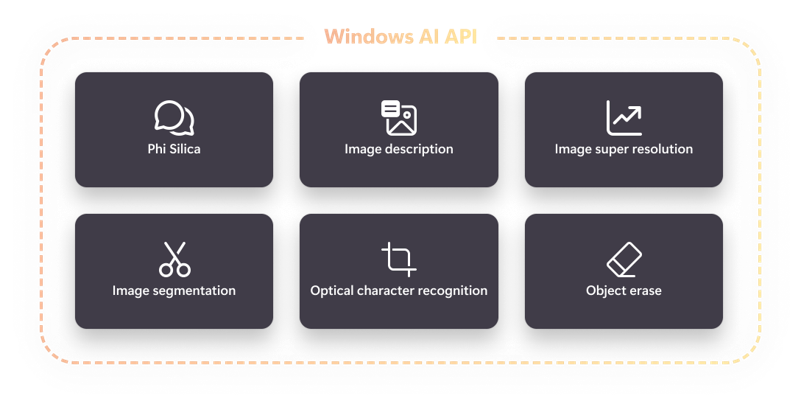 Windows AI API
Phi Silica
Image description
Image super resolution
Image segmentation
Optical character recognition
Object erase